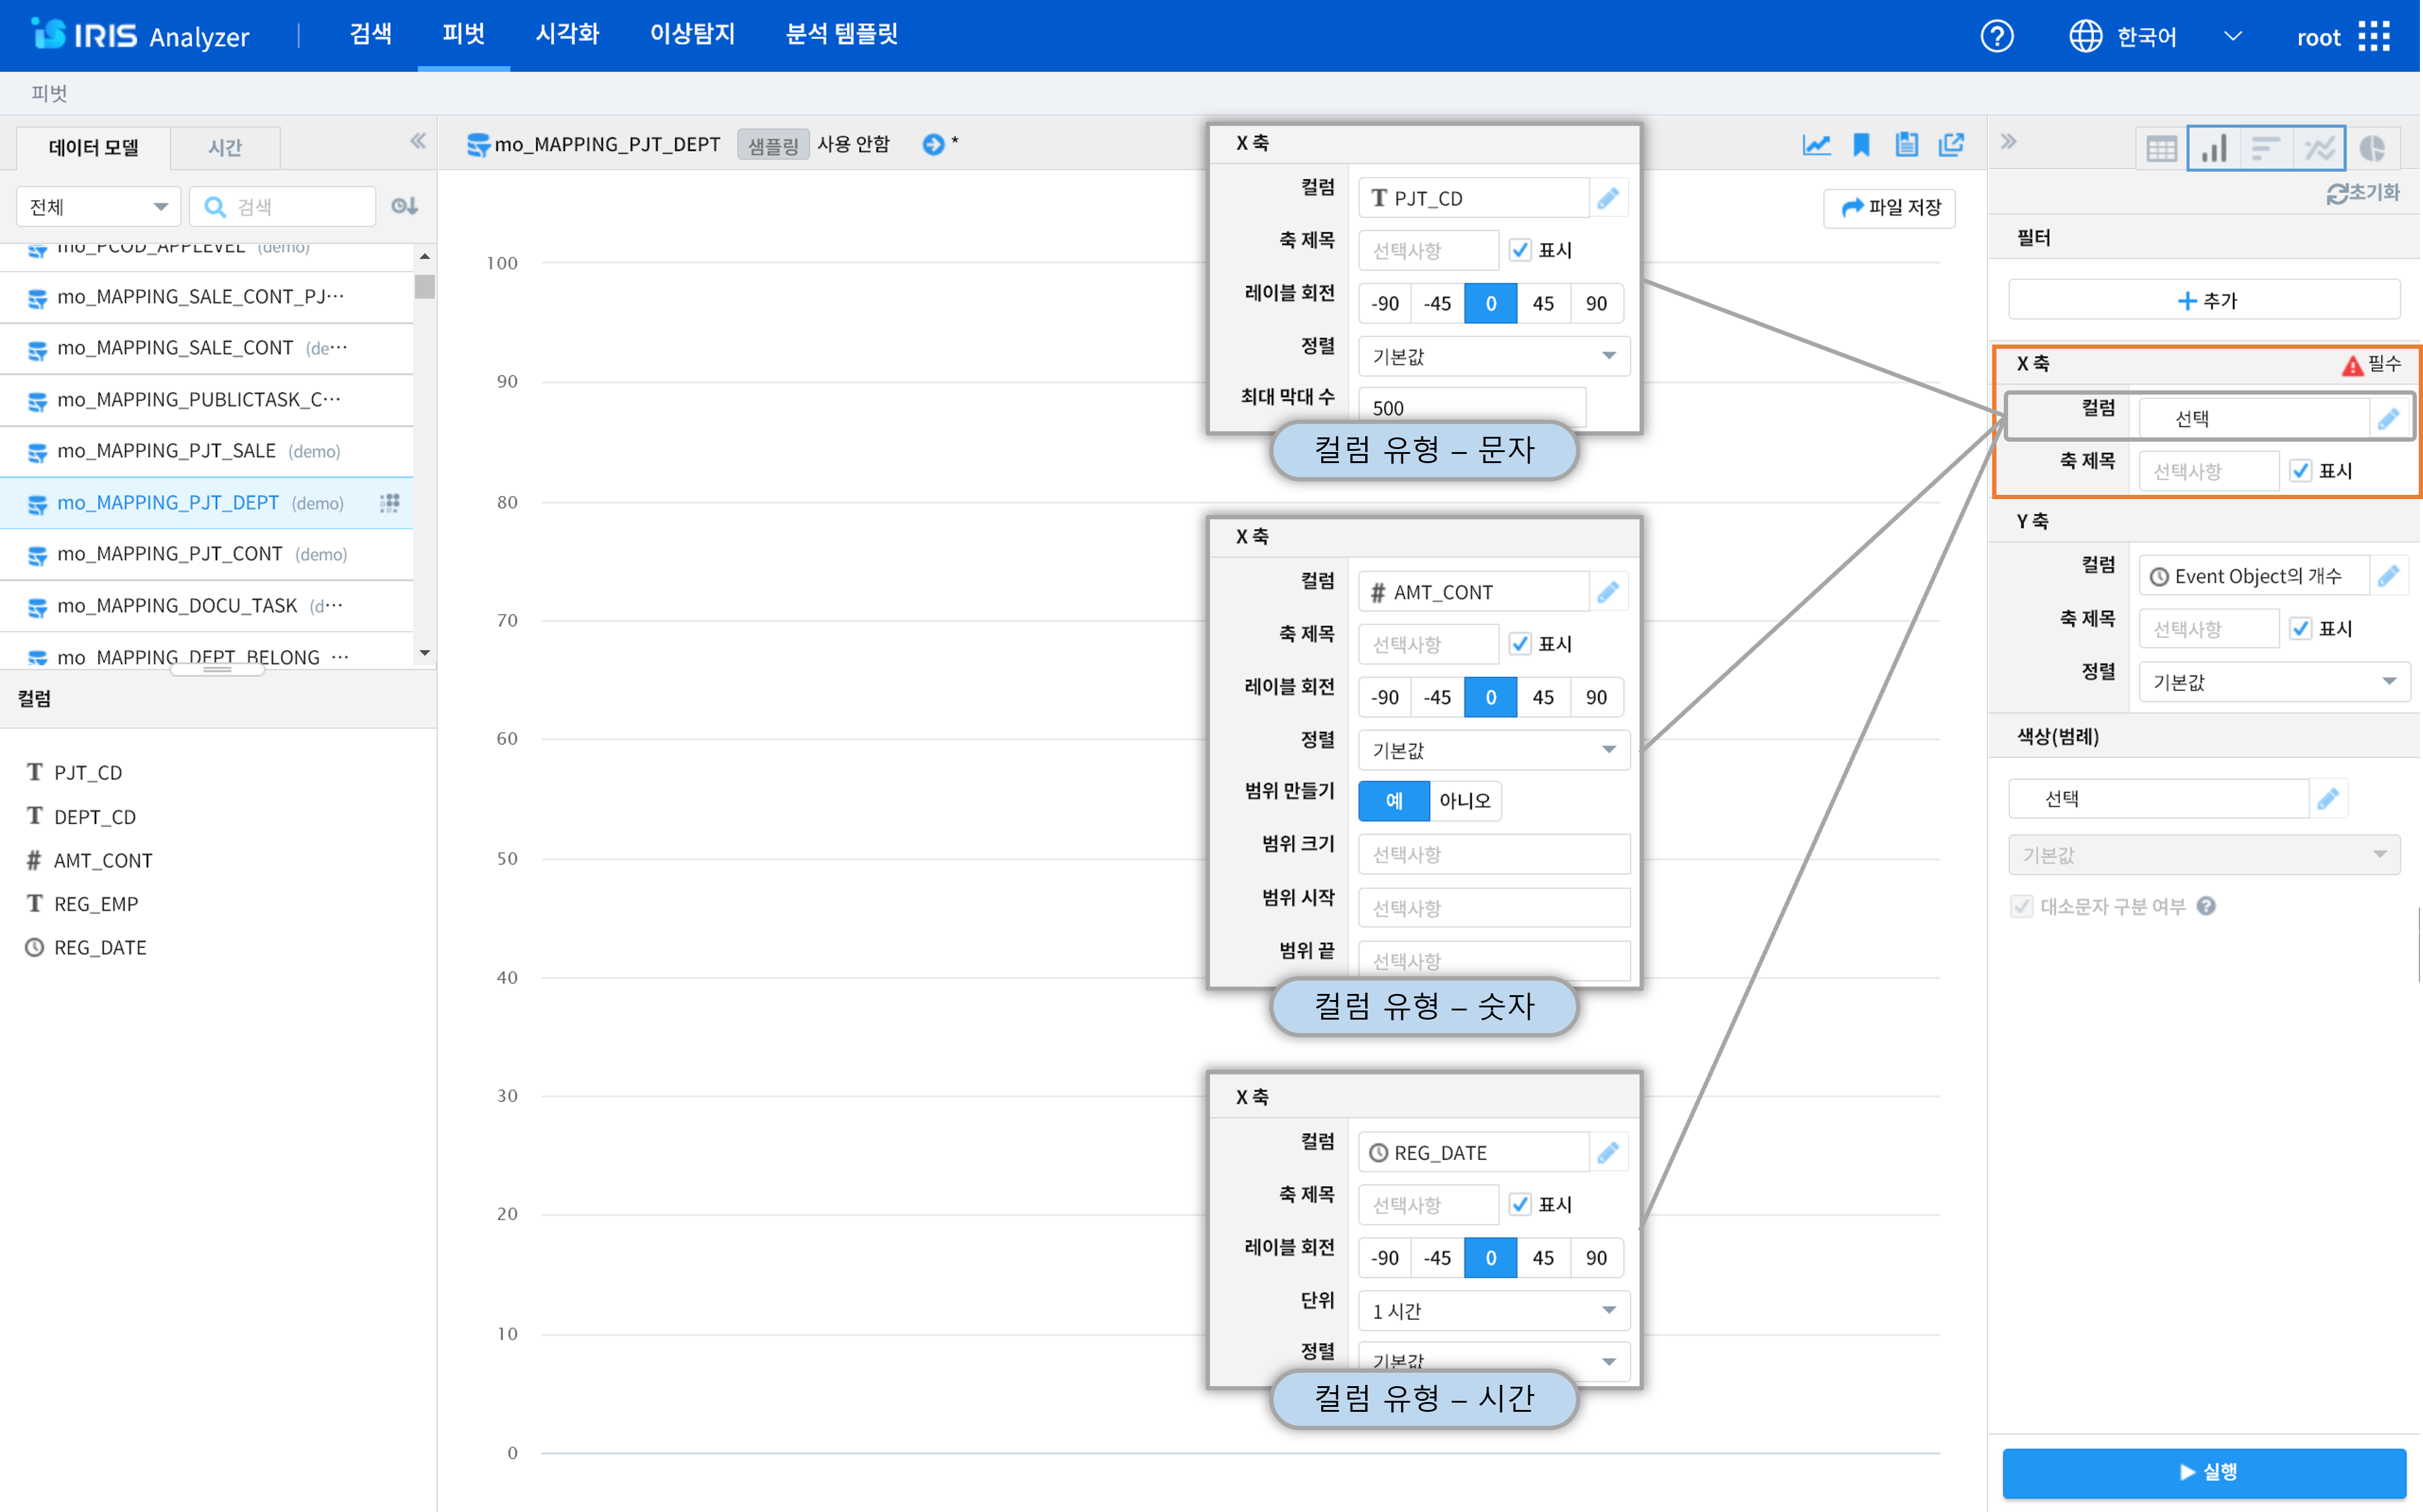 IRIS Analyzer
검색
피벗
시각화
이상탐지
분석 템플릿
한국어
root
피벗
데이터 모델
시간
전체
검색
mo_PCOD_APPLEVEL (demo)
mo_MAPPING_SALE_CONT_PJ···
mo_MAPPING_SALE_CONT (de···
mo_MAPPING_PUBLICTASK_C···
mo_MAPPING_PJT_SALE (demo)
mo_MAPPING_PJT_DEPT (demo)
mo_MAPPING_PJT_CONT (demo)
mo_MAPPING_DOCU_TASK (d···
mo_MAPPING_DEPT_BELONG ···
컬럼
T PJT_CD
T DEPT_CD
# AMT_CONT
T REG_EMP
REG_DATE
mo_MAPPING_PJT_DEPT
샘플링
사용 안함
*
파일 저장
100
90
80
70
60
50
40
30
20
10
0
X 축
컬럼
T PJT_CD
축 제목
선택사항
표시
레이블 회전
-90 -45 0 45 90
정렬
기본값
최대 막대 수
500
컬럼 유형 – 문자
X 축
컬럼
# AMT_CONT
축 제목
선택사항
표시
레이블 회전
-90 -45 0 45 90
정렬
기본값
범위 만들기
예 아니오
범위 크기
선택사항
범위 시작
선택사항
범위 끝
선택사항
컬럼 유형 – 숫자
X 축
컬럼
REG_DATE
축 제목
선택사항
표시
레이블 회전
-90 -45 0 45 90
단위
1 시간
정렬
기본값
컬럼 유형 – 시간
초기화
필터
+ 추가
X 축
필수
컬럼
선택
축 제목
선택사항
표시
Y 축
컬럼
Event Object의 개수
축 제목
선택사항
표시
정렬
기본값
색상(범례)
선택
기본값
대소문자 구분 여부
실행